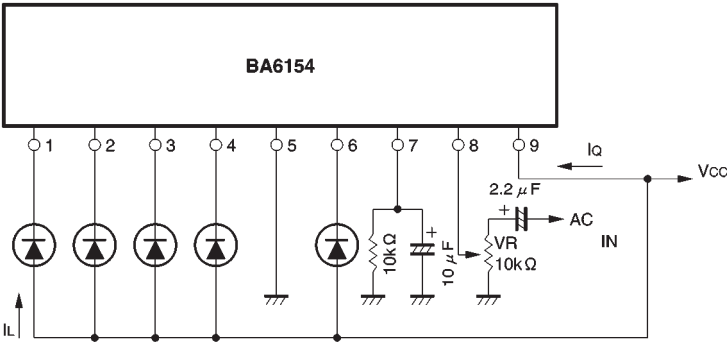 BA6154
1 2 3 4 5 6 7 8 9
IQ
VCC
2.2 μF
+
AC
IN
VR
10kΩ
10kΩ
+
10 μF
IL